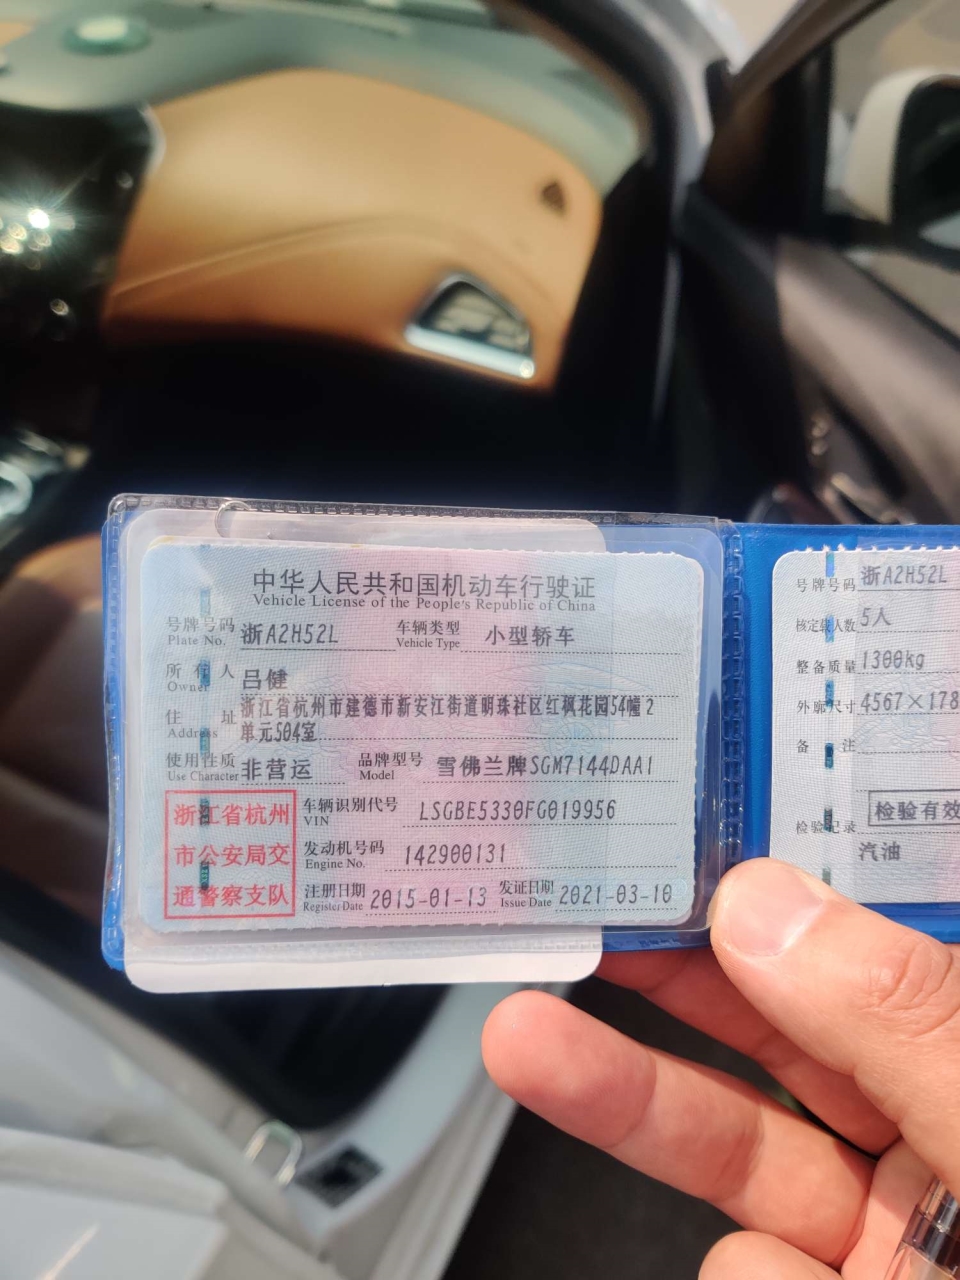 中华人民共和国机动车行驶证
Vehicle License of the People's Republic of China
号牌号码 浙A2H52L 车辆类型 小型轿车
Plate No. Vehicle Type
所有人 吕健
Owner
住址 浙江省杭州市建德市新安江街道明珠社区红枫花园54幢2
Address 单元504室
使用性质 非营运 品牌型号 雪佛兰牌SGM7144DAA1
Use Character Model
浙江省杭州
市公安局交
通警察支队
车辆识别代号 LSGBE5330FG019956
VIN
发动机号码 142900131
Engine No.
注册日期 2015-01-13 发证日期 2021-03-10
Register Date Issue Date
号牌号码 浙A2H52L
核定载人数 5人
整备质量 1300kg
外廓尺寸 4567×178
备注
检验有效
检验记录
汽油